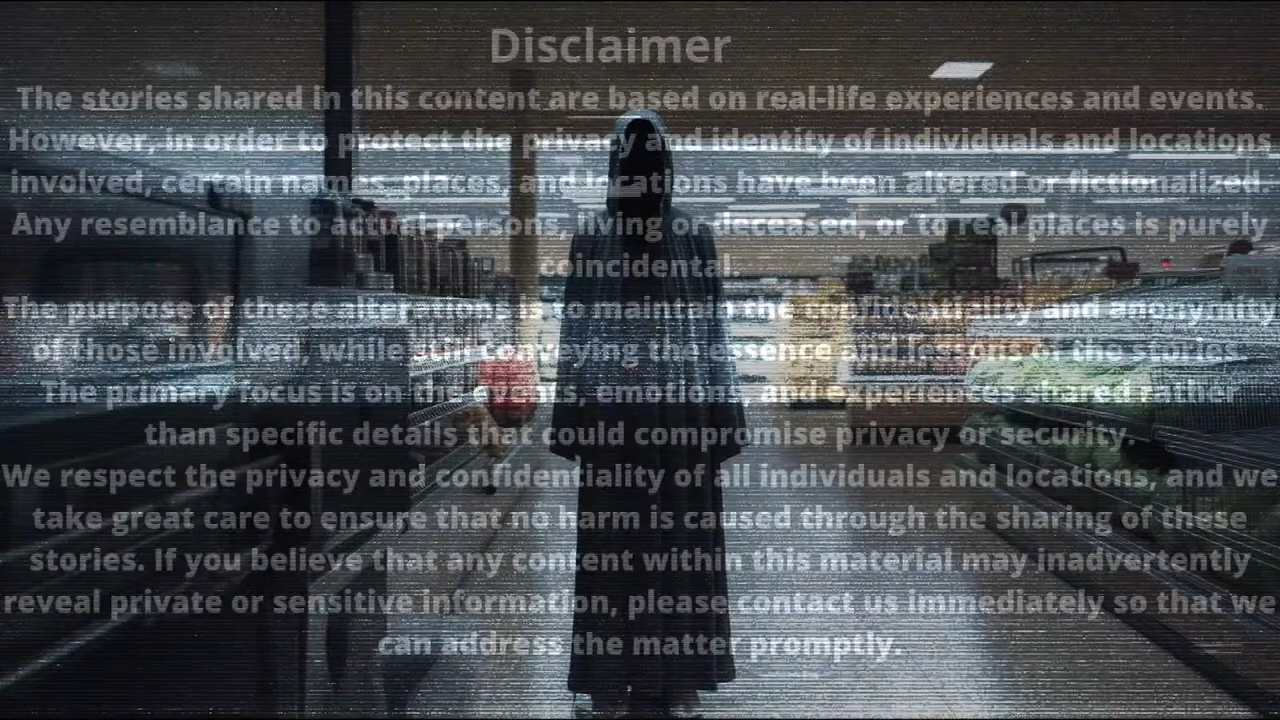 Disclaimer
The stories shared in this content are based on real-life experiences and events.
However, in order to protect the privacy and identity of individuals and locations
involved, certain names, places, and locations have been altered or fictionalized.
Any resemblance to actual persons, living or deceased, or to real places is purely
coincidental.
The purpose of these alterations is to maintain the confidentiality and anonymity
of those involved, while still conveying the essence and lessons of the stories.
The primary focus is on the events, emotions, and experiences shared rather
than specific details that could compromise privacy or security.
We respect the privacy and confidentiality of all individuals and locations, and we
take great care to ensure that no harm is caused through the sharing of these
stories. If you believe that any content within this material may inadvertently
reveal private or sensitive information, please contact us immediately so that we
can address the matter promptly.